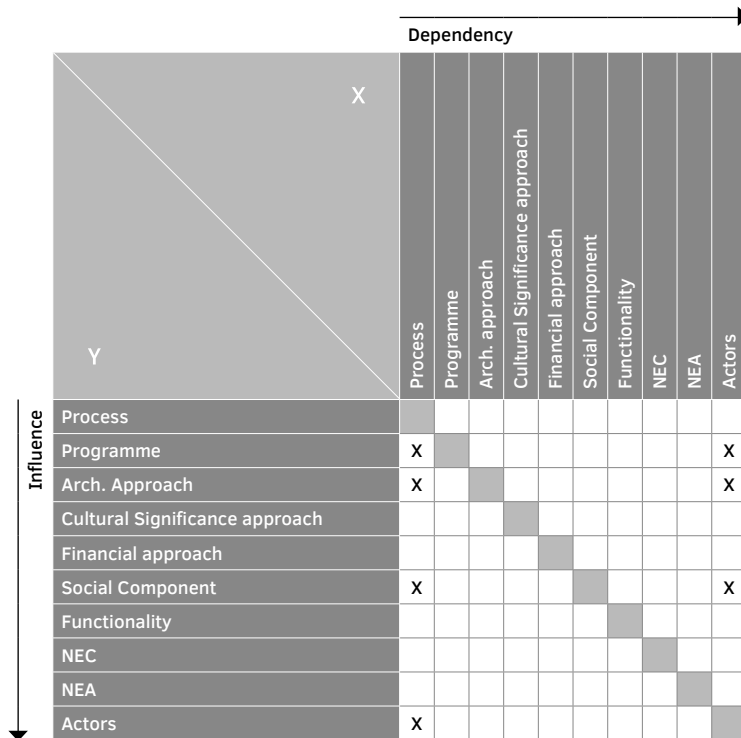 Dependency
X
Y
Process
Programme
Arch. approach
Cultural Significance approach
Financial approach
Social Component
Functionality
NEC
NEA
Actors
Influence
Process
Programme X X
Arch. Approach X X
Cultural Significance approach
Financial approach
Social Component X X
Functionality
NEC
NEA
Actors X